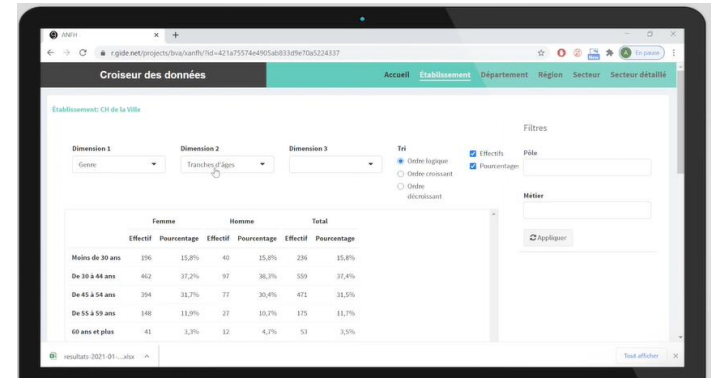 ANFH
r.gide.net/projects/bva/xanfh/?id=421a75574e4905ab833d9e70a5224337
En pause
Croiseur des données
Accueil Établissement Département Région Secteur Secteur détaillé
Établissement: CH de la Ville
Filtres
Dimension 1 Dimension 2 Dimension 3 Tri
Genre Tranches d'âges
Ordre logique
Ordre croissant
Ordre décroissant
Effectifs
Pourcentages
Pôle
Métier
Appliquer
Femme Homme Total
Effectif Pourcentage Effectif Pourcentage Effectif Pourcentage
Moins de 30 ans 196 15,8% 40 15,8% 236 15,8%
De 30 à 44 ans 462 37,2% 97 38,3% 559 37,4%
De 45 à 54 ans 394 31,7% 77 30,4% 471 31,5%
De 55 à 59 ans 148 11,9% 27 10,7% 175 11,7%
60 ans et plus 41 3,3% 12 4,7% 53 3,5%
resultats-2021-01-....xlsx
Tout afficher